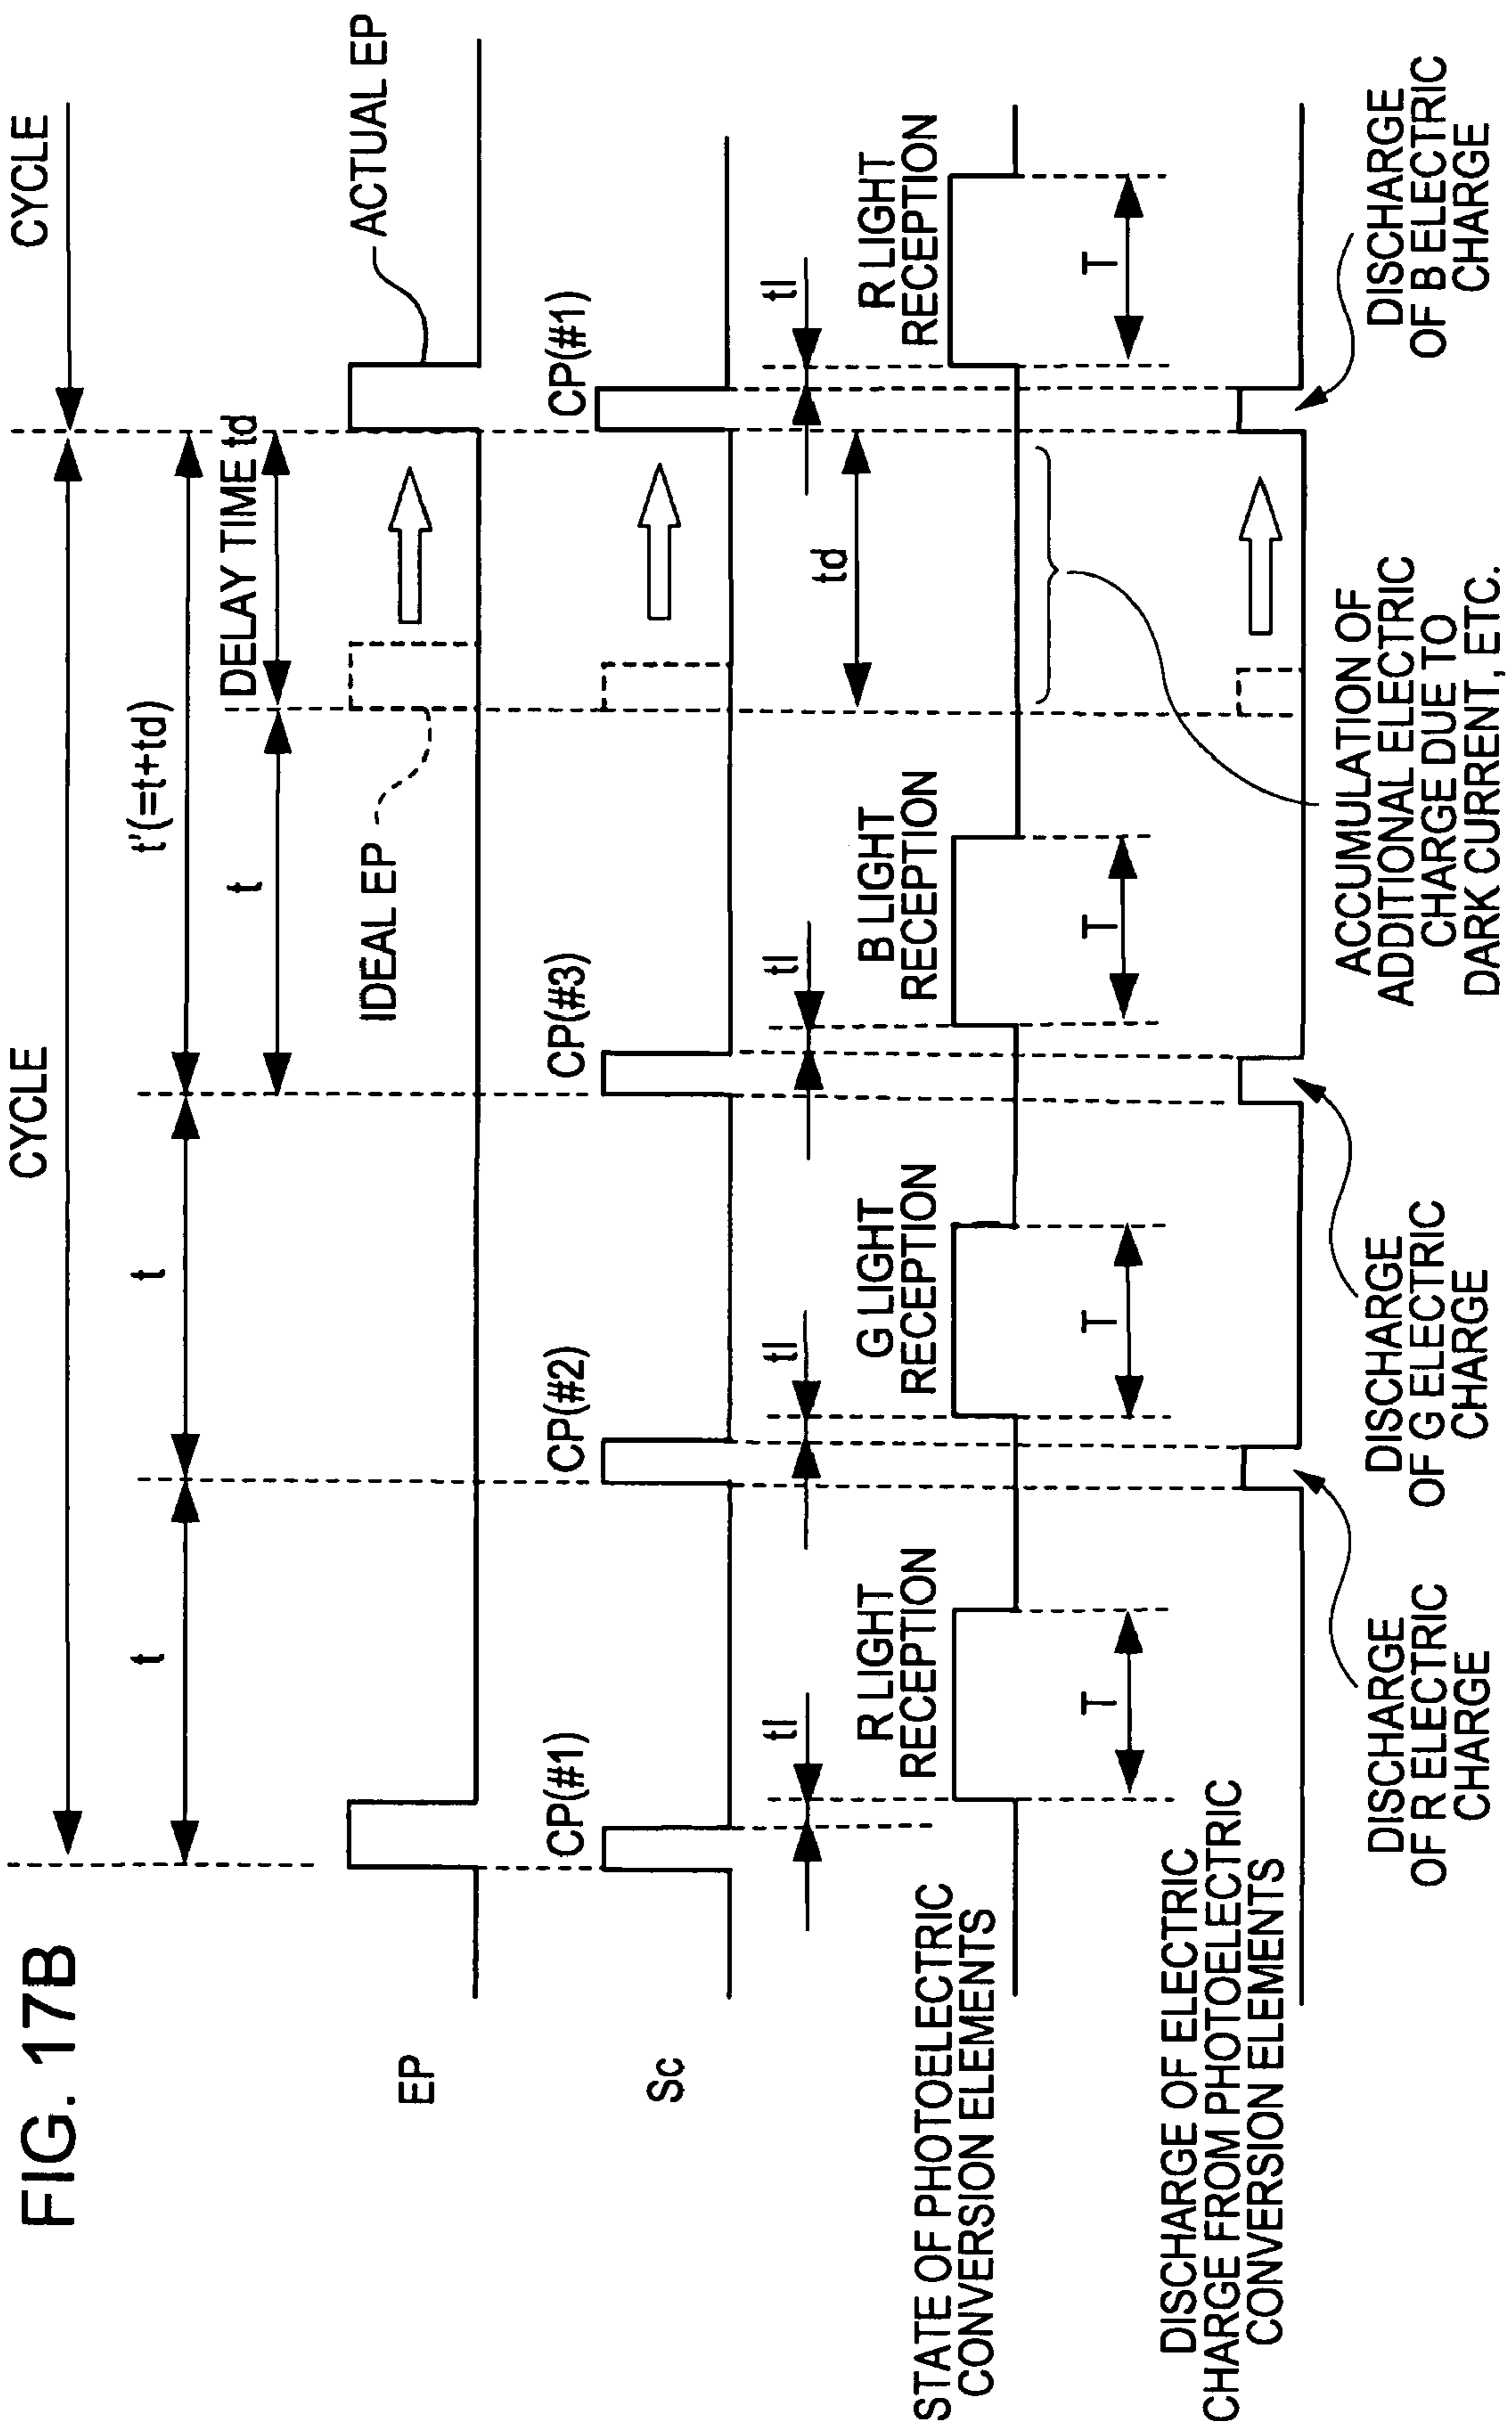 FIG. 17B
CYCLE
CYCLE
t
t
t'(=t+td)
t
DELAY TIME td
EP
IDEAL EP
ACTUAL EP
Sc
CP(#1)
CP(#2)
CP(#3)
CP(#1)
tl
tl
tl
td
tl
STATE OF PHOTOELECTRIC
CONVERSION ELEMENTS
R LIGHT
RECEPTION
G LIGHT
RECEPTION
B LIGHT
RECEPTION
R LIGHT
RECEPTION
T
T
T
T
DISCHARGE OF ELECTRIC
CHARGE FROM PHOTOELECTRIC
CONVERSION ELEMENTS
DISCHARGE
OF R ELECTRIC
CHARGE
DISCHARGE
OF G ELECTRIC
CHARGE
ACCUMULATION OF
ADDITIONAL ELECTRIC
CHARGE DUE TO
DARK CURRENT, ETC.
DISCHARGE
OF B ELECTRIC
CHARGE